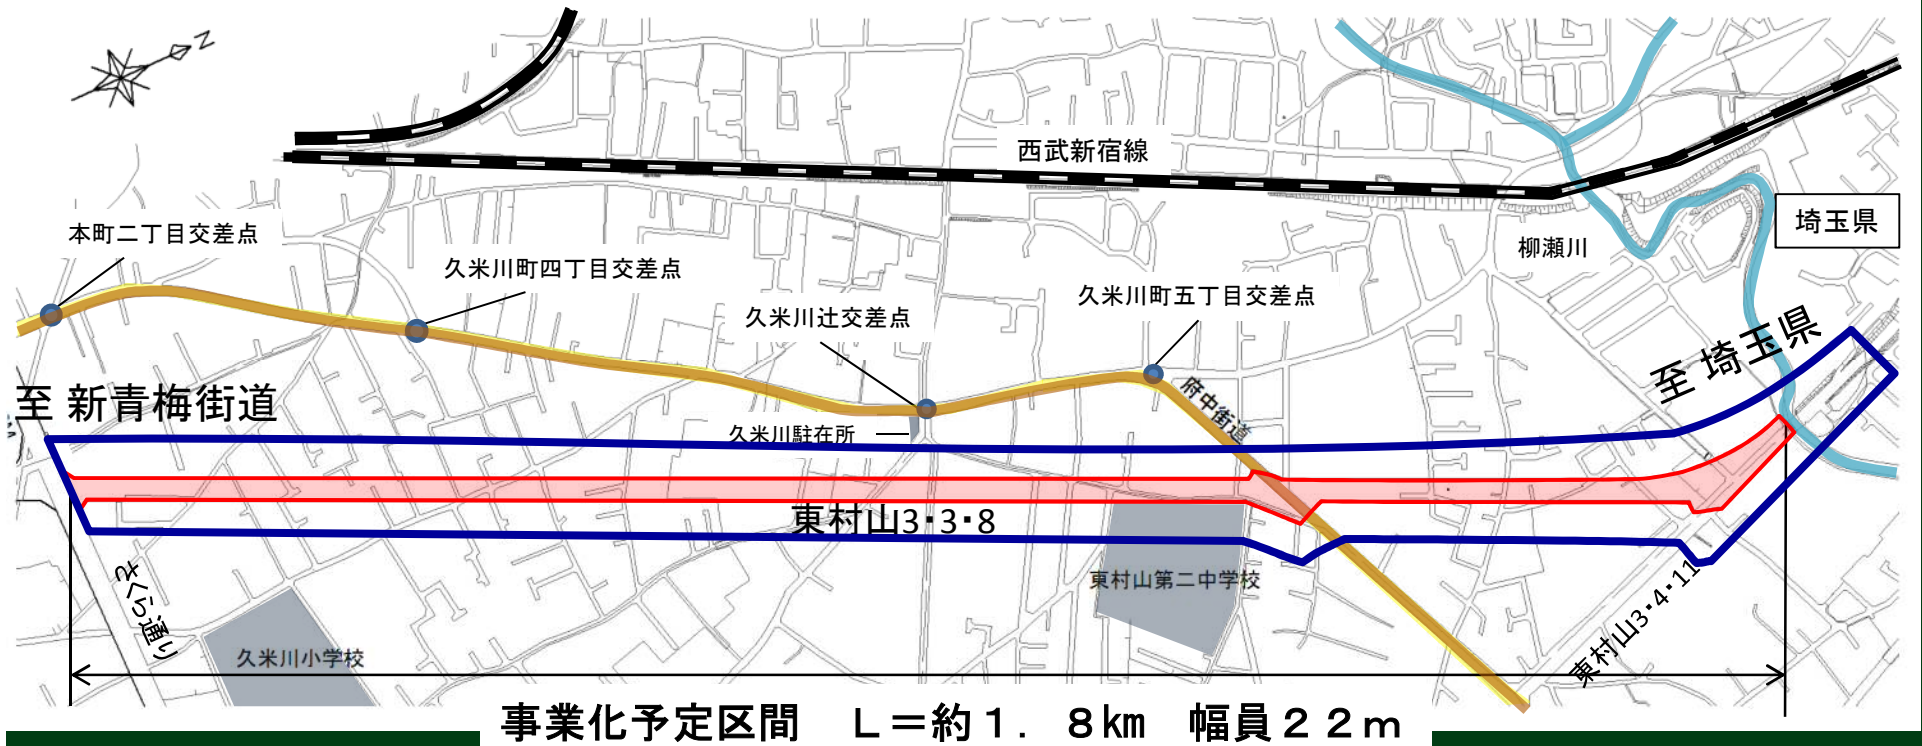 N
西武新宿線
埼玉県
柳瀬川
本町二丁目交差点
久米川町四丁目交差点
久米川辻交差点
久米川町五丁目交差点
至 埼玉県
至 新青梅街道
府中街道
久米川駐在所
東村山3・3・8
さくら通り
東村山第二中学校
東村山3・4・11
久米川小学校
事業化予定区間　L=約1.8km　幅員22m